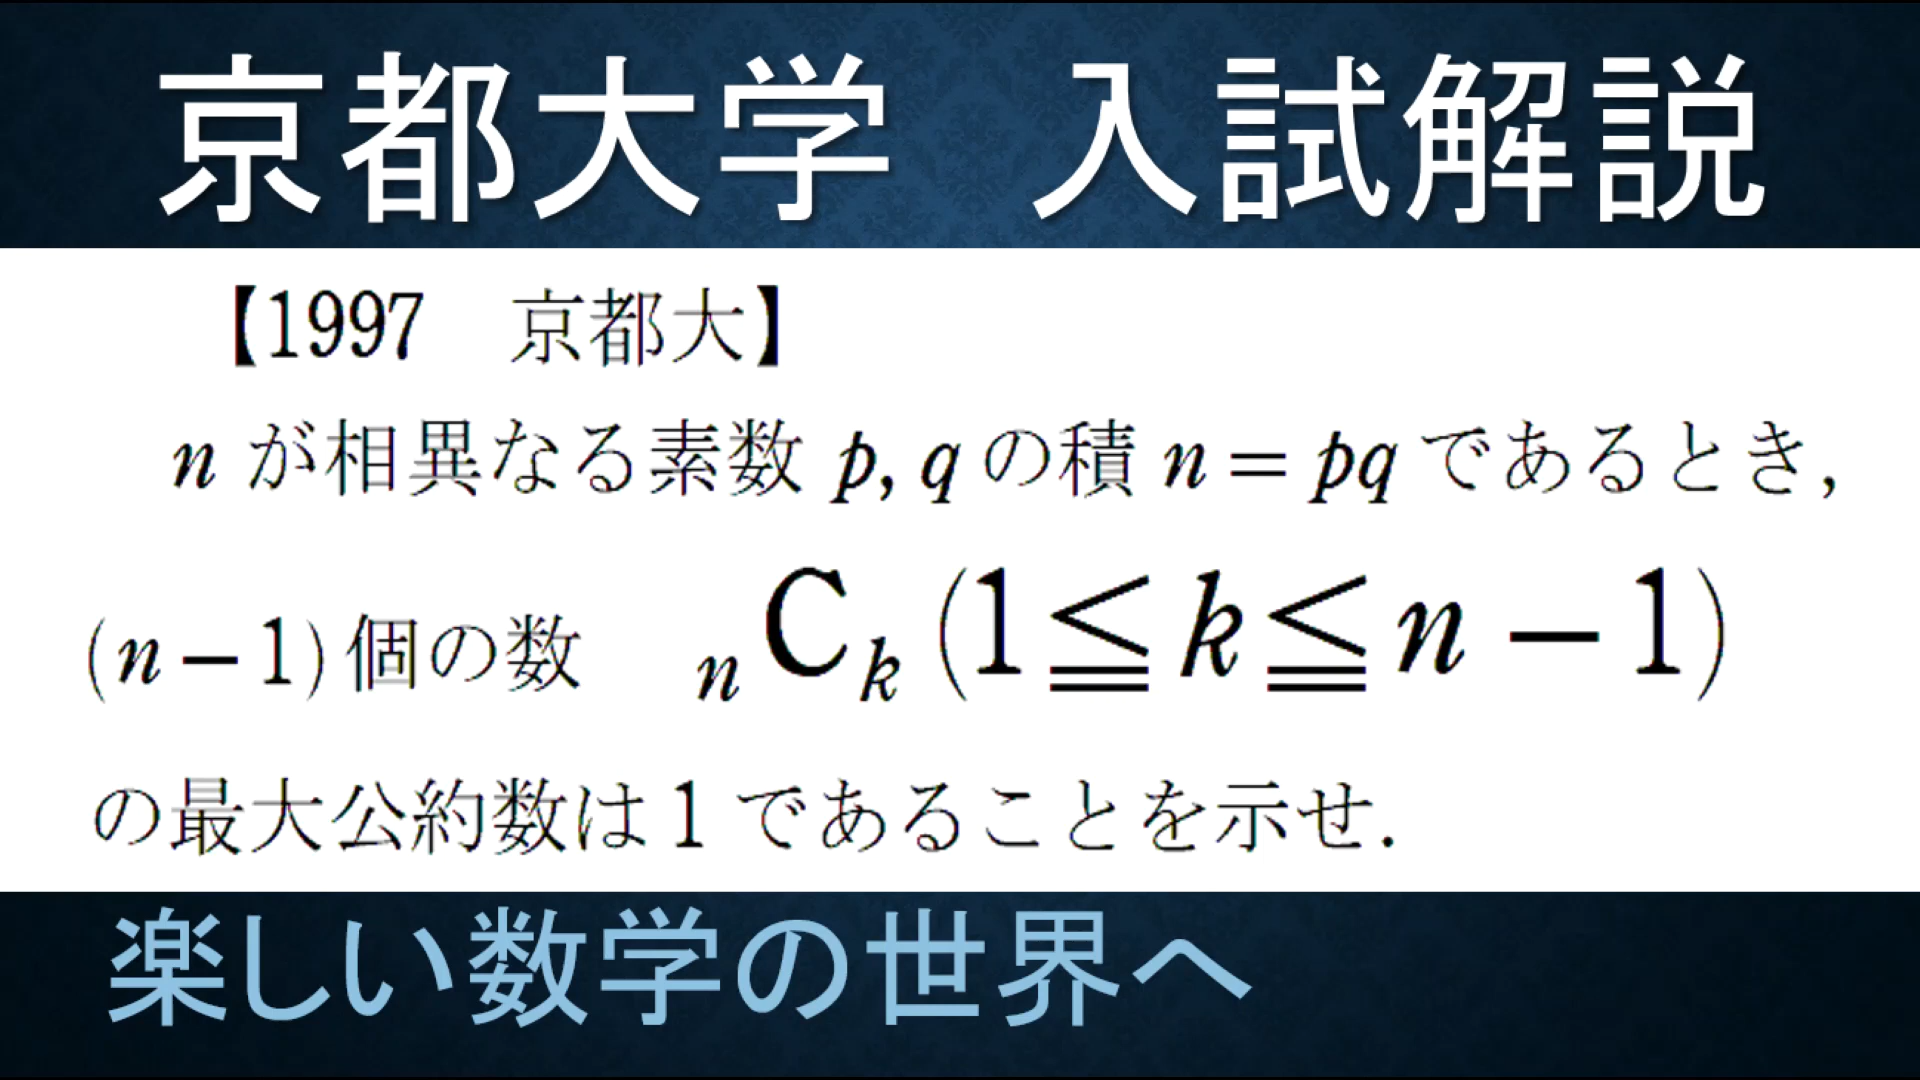 京都大学 入試解説
【1997 京都大】
n が相異なる素数 p, q の積 n = pq であるとき,
(n − 1) 個の数 nCk (1≦k≦n − 1)
の最大公約数は 1 であることを示せ.
楽しい数学の世界へ